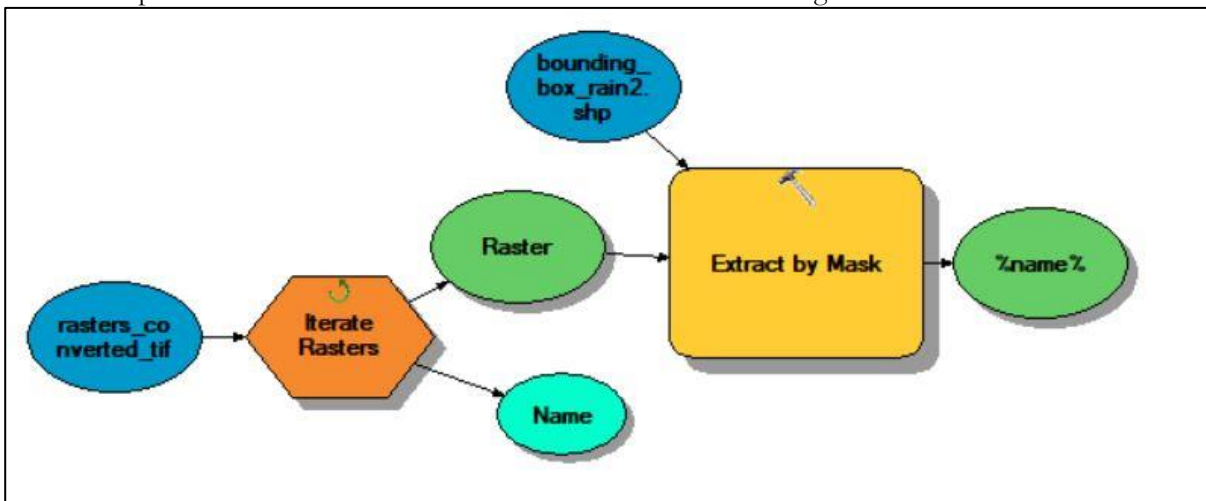 bounding_
box_rain2.
shp
Raster
Extract by Mask
%name%
Iterate
Rasters
rasters_co
nverted_tif
Name